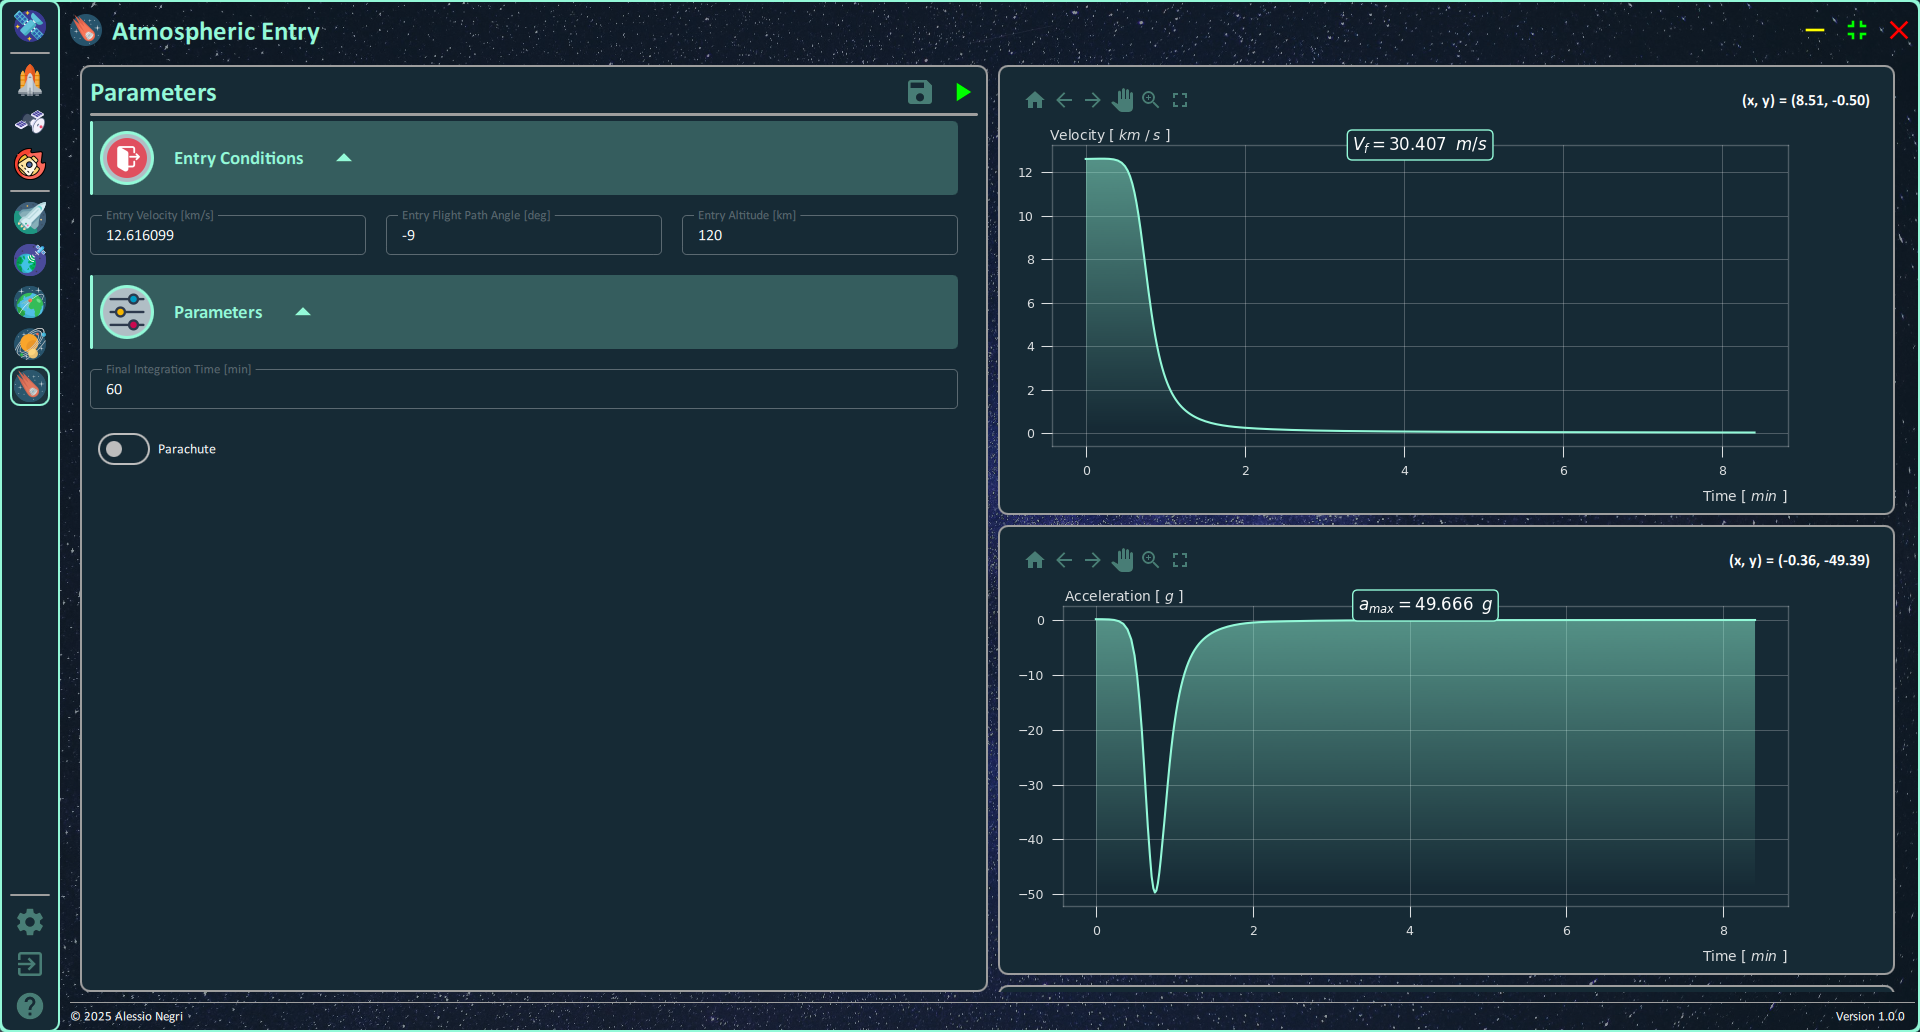 Atmospheric Entry
Parameters
Entry Conditions
Entry Velocity [km/s]
12.616099
Entry Flight Path Angle [deg]
-9
Entry Altitude [km]
120
Parameters
Final Integration Time [min]
60
Parachute
(x, y) = (8.51, -0.50)
Velocity [ km / s ]
V_f = 30.407 m/s
12
10
8
6
4
2
0
0 2 4 6 8
Time [ min ]
(x, y) = (-0.36, -49.39)
Acceleration [ g ]
a_max = 49.666 g
0
−10
−20
−30
−40
−50
0 2 4 6 8
Time [ min ]
© 2025 Alessio Negri
Version 1.0.0